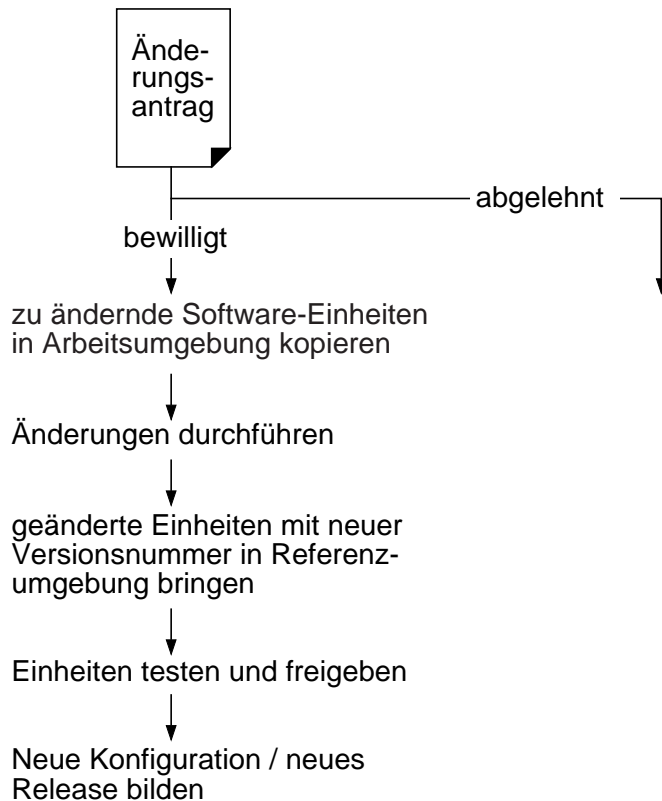 Ände-
rungs-
antrag
abgelehnt
bewilligt
zu ändernde Software-Einheiten
in Arbeitsumgebung kopieren
Änderungen durchführen
geänderte Einheiten mit neuer
Versionsnummer in Referenz-
umgebung bringen
Einheiten testen und freigeben
Neue Konfiguration / neues
Release bilden